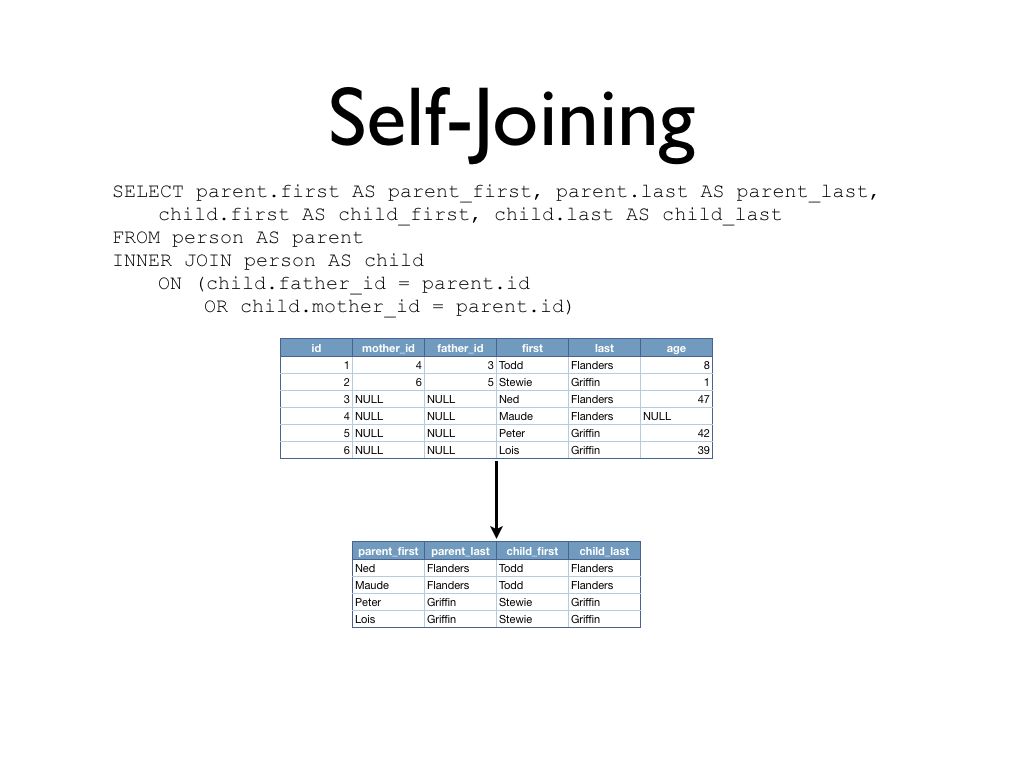 Self-Joining
SELECT parent.first AS parent_first, parent.last AS parent_last,
child.first AS child_first, child.last AS child_last
FROM person AS parent
INNER JOIN person AS child
ON (child.father_id = parent.id
OR child.mother_id = parent.id)
id mother_id father_id first last age
1 4 3 Todd Flanders 8
2 6 5 Stewie Griffin 1
3 NULL NULL Ned Flanders 47
4 NULL NULL Maude Flanders NULL
5 NULL NULL Peter Griffin 42
6 NULL NULL Lois Griffin 39
parent_first parent_last child_first child_last
Ned Flanders Todd Flanders
Maude Flanders Todd Flanders
Peter Griffin Stewie Griffin
Lois Griffin Stewie Griffin